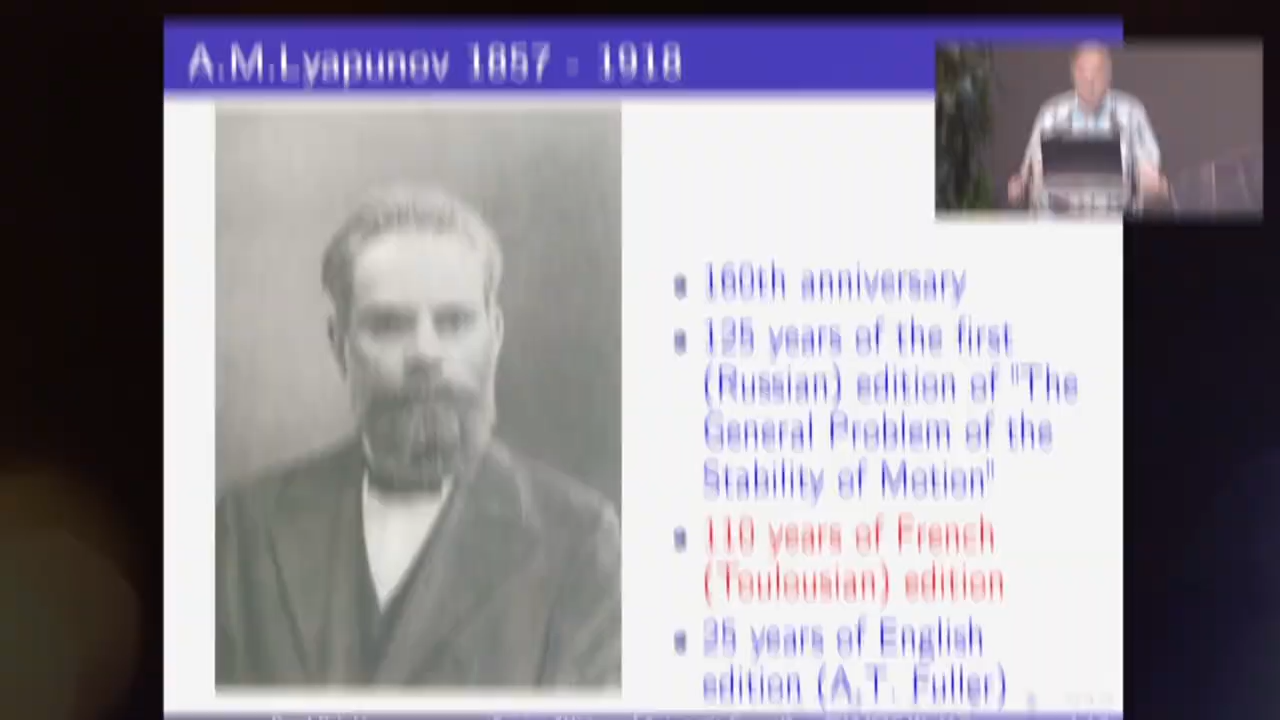 A.M.Lyapunov 1857 - 1918
160th anniversary
125 years of the first
(Russian) edition of "The
General Problem of the
Stability of Motion"
110 years of French
(Toulousian) edition
25 years of English
edition (A.T. Fuller)